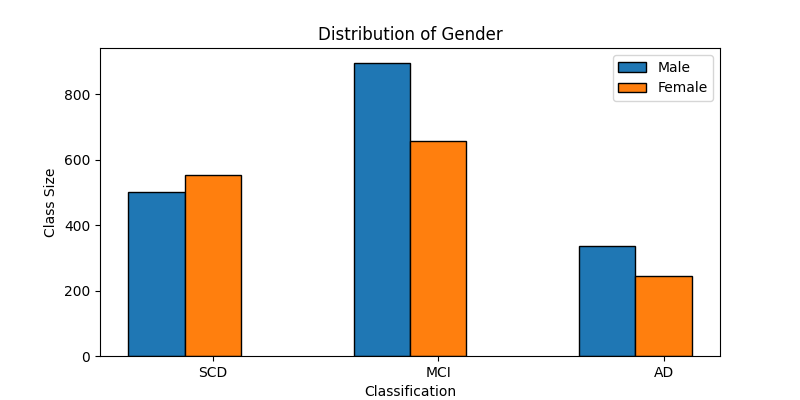 Distribution of Gender
Male
Female
800
600
400
200
0
Class Size
SCD
MCI
AD
Classification